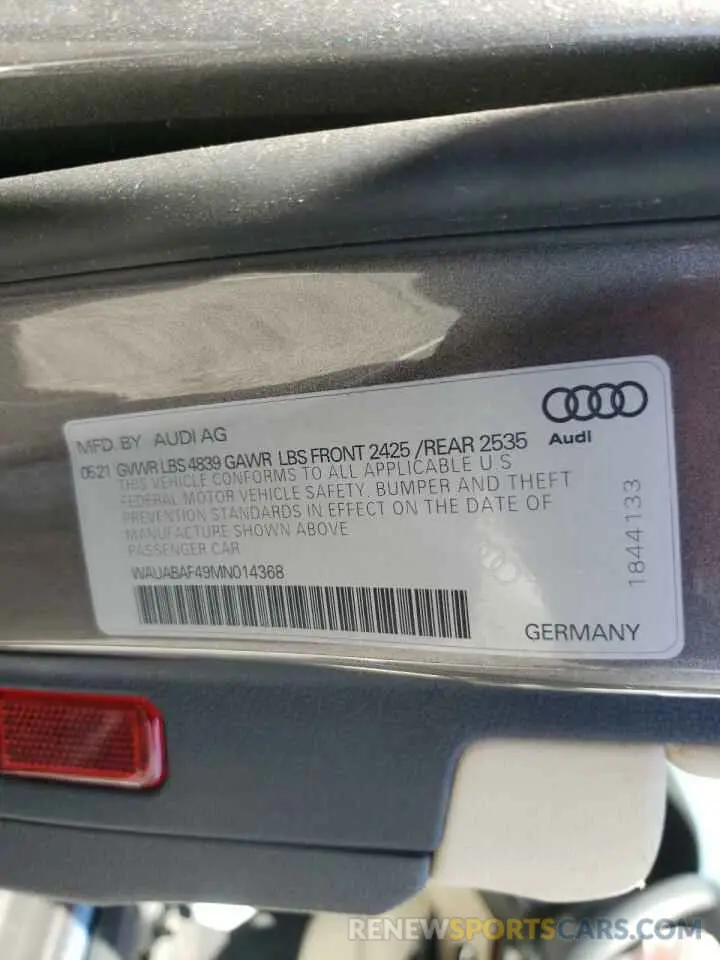 MFD. BY AUDI AG
05.21 GVWR LBS 4839 GAWR LBS FRONT 2425 /REAR 2535
THIS VEHICLE CONFORMS TO ALL APPLICABLE U S
FEDERAL MOTOR VEHICLE SAFETY. BUMPER AND THEFT
PREVENTION STANDARDS IN EFFECT ON THE DATE OF
MANUFACTURE SHOWN ABOVE
PASSENGER CAR
WAUABAF49MN014368
Audi
1844133
GERMANY
RENEWSPORTSCARS.COM